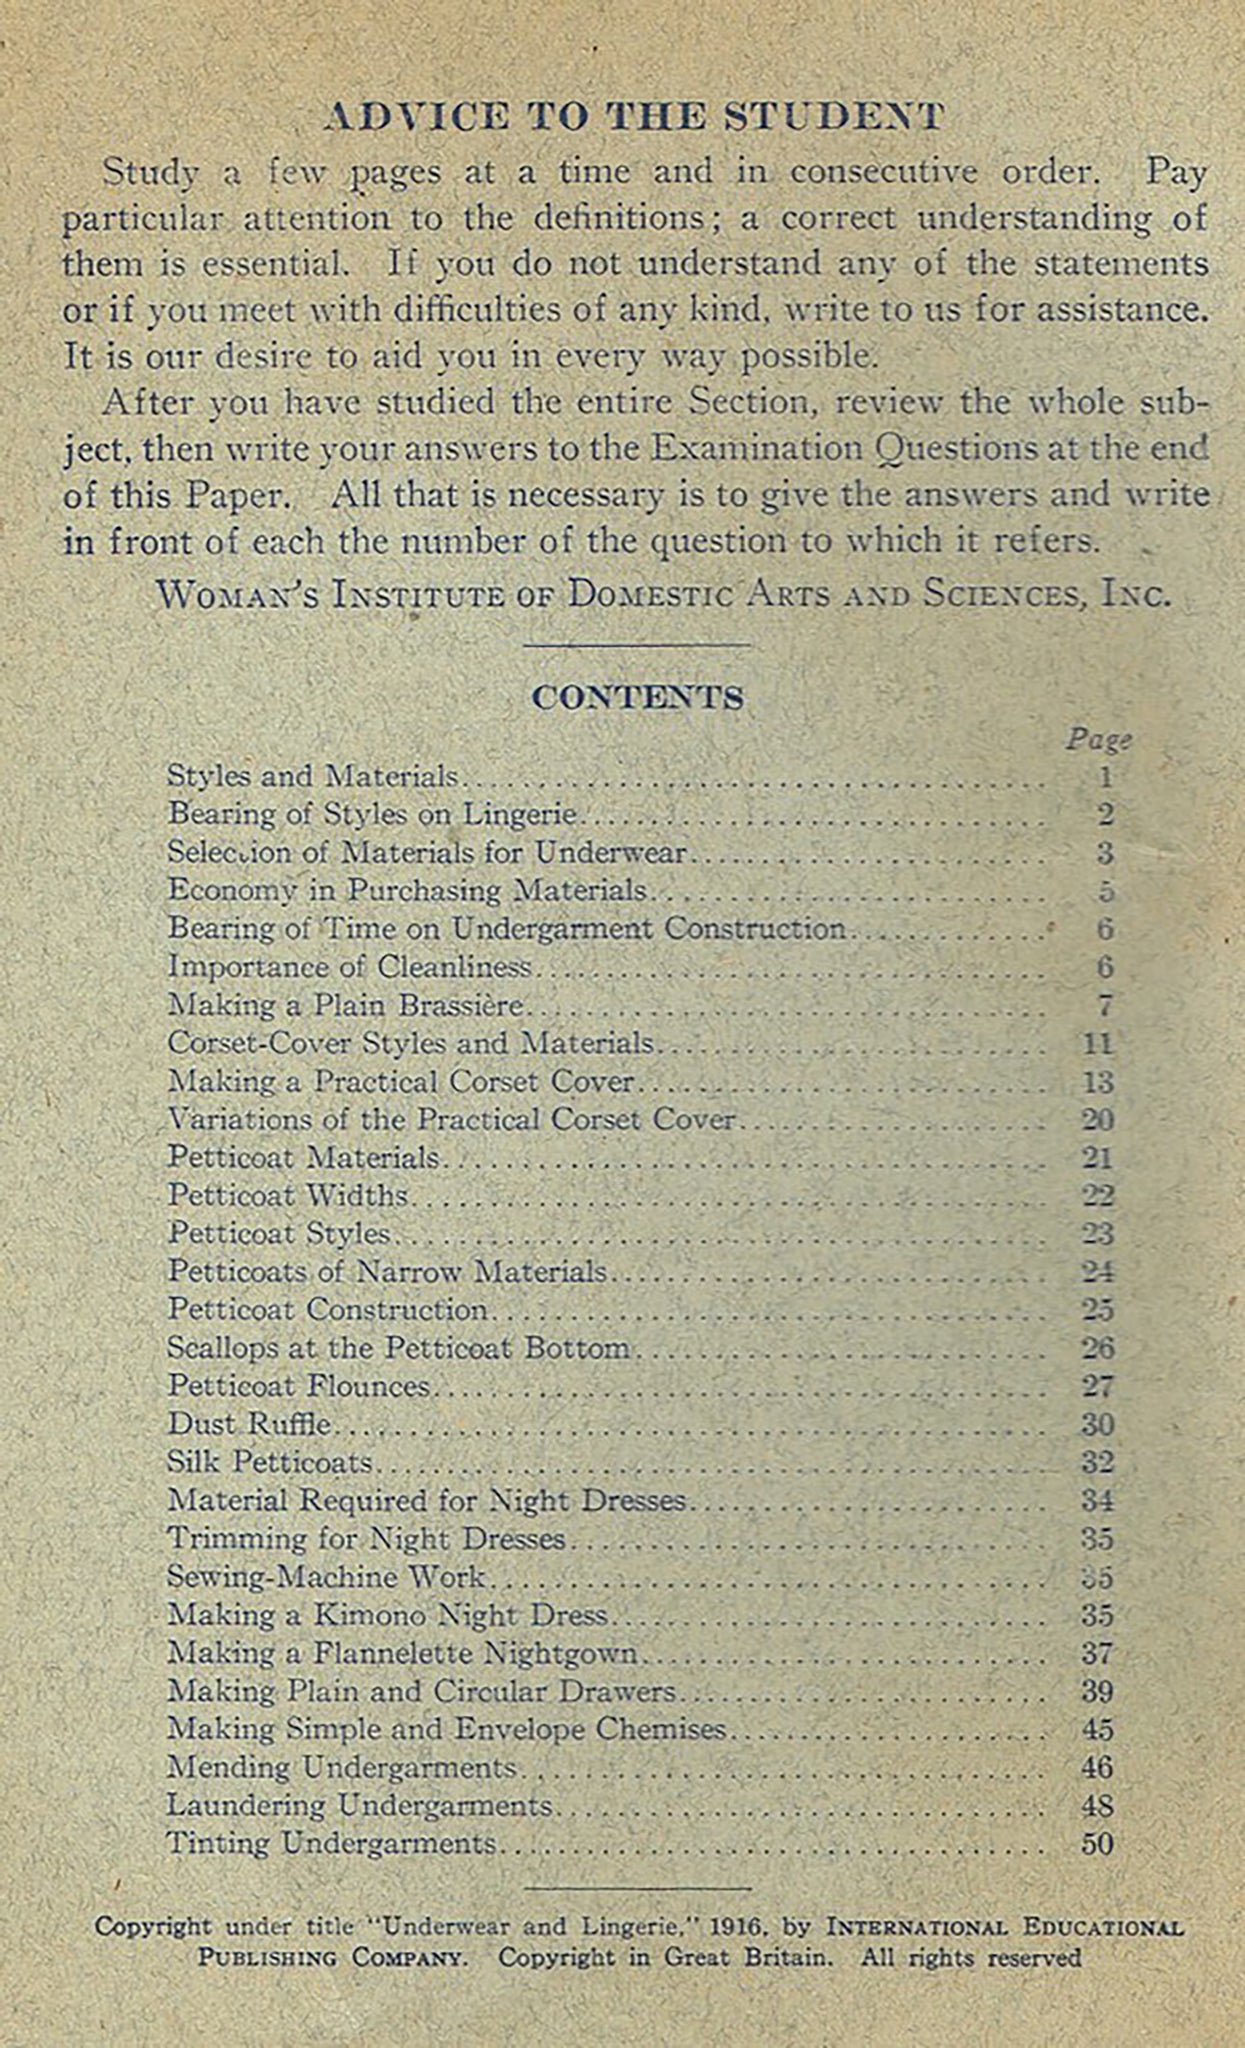 ADVICE TO THE STUDENT
Study a few pages at a time and in consecutive order. Pay
particular attention to the definitions; a correct understanding of
them is essential. If you do not understand any of the statements
or if you meet with difficulties of any kind, write to us for assistance.
It is our desire to aid you in every way possible.
After you have studied the entire Section, review the whole sub-
ject, then write your answers to the Examination Questions at the end
of this Paper. All that is necessary is to give the answers and write
in front of each the number of the question to which it refers.
WOMAN'S INSTITUTE OF DOMESTIC ARTS AND SCIENCES, INC.
CONTENTS
Page
Styles and Materials 1
Bearing of Styles on Lingerie 2
Selection of Materials for Underwear 3
Economy in Purchasing Materials 5
Bearing of Time on Undergarment Construction 6
Importance of Cleanliness 6
Making a Plain Brassière 7
Corset-Cover Styles and Materials 11
Making a Practical Corset Cover 13
Variations of the Practical Corset Cover 20
Petticoat Materials 21
Petticoat Widths 22
Petticoat Styles 23
Petticoats of Narrow Materials 24
Petticoat Construction 25
Scallops at the Petticoat Bottom 26
Petticoat Flounces 27
Dust Ruffle 30
Silk Petticoats 32
Material Required for Night Dresses 34
Trimming for Night Dresses 35
Sewing-Machine Work 35
Making a Kimono Night Dress 35
Making a Flannelette Nightgown 37
Making Plain and Circular Drawers 39
Making Simple and Envelope Chemises 45
Mending Undergarments 46
Laundering Undergarments 48
Tinting Undergarments 50
Copyright under title "Underwear and Lingerie," 1916, by INTERNATIONAL EDUCATIONAL
PUBLISHING COMPANY. Copyright in Great Britain. All rights reserved